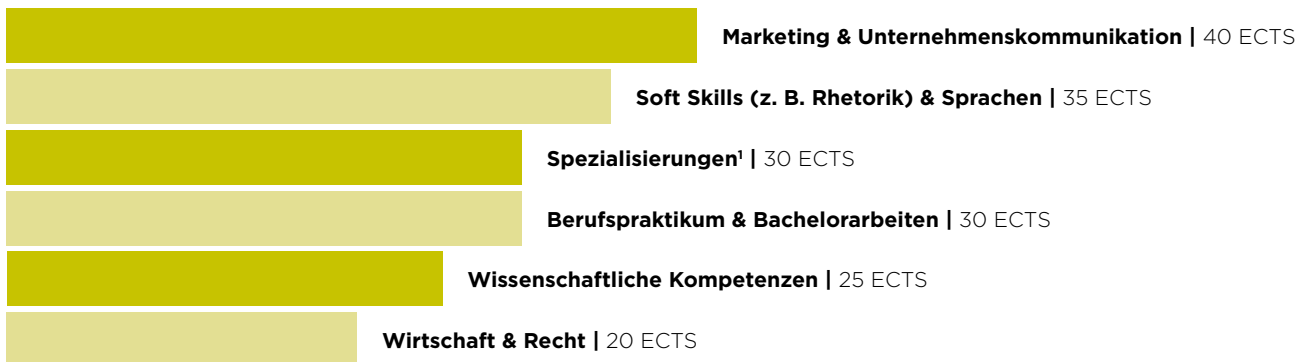 Marketing & Unternehmenskommunikation | 40 ECTS
Soft Skills (z. B. Rhetorik) & Sprachen | 35 ECTS
Spezialisierungen¹ | 30 ECTS
Berufspraktikum & Bachelorarbeiten | 30 ECTS
Wissenschaftliche Kompetenzen | 25 ECTS
Wirtschaft & Recht | 20 ECTS